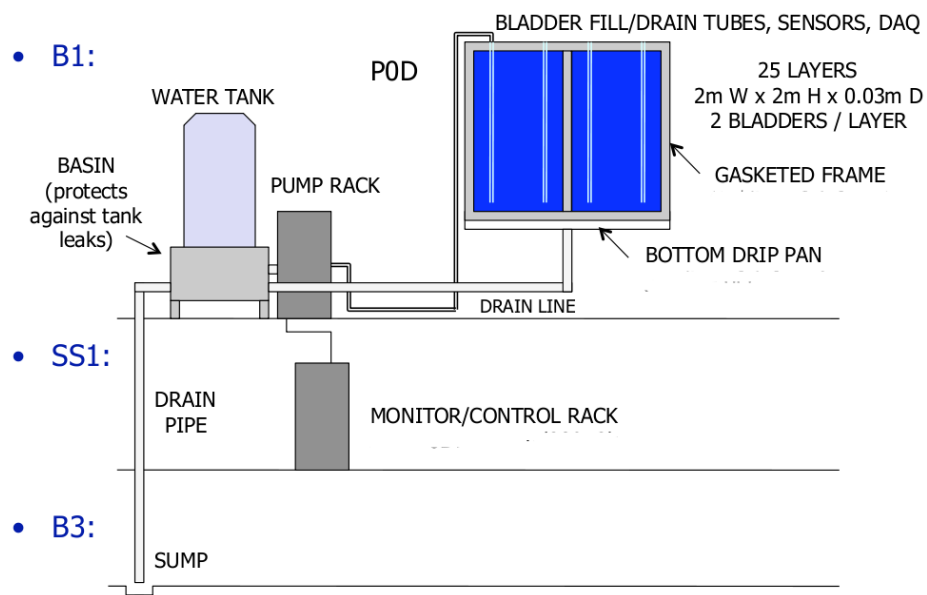 BLADDER FILL/DRAIN TUBES, SENSORS, DAQ
• B1:
P0D
25 LAYERS
2m W x 2m H x 0.03m D
2 BLADDERS / LAYER
WATER TANK
BASIN
(protects
against tank
leaks)
PUMP RACK
GASKETED FRAME
BOTTOM DRIP PAN
DRAIN LINE
• SS1:
DRAIN
PIPE
MONITOR/CONTROL RACK
• B3:
SUMP